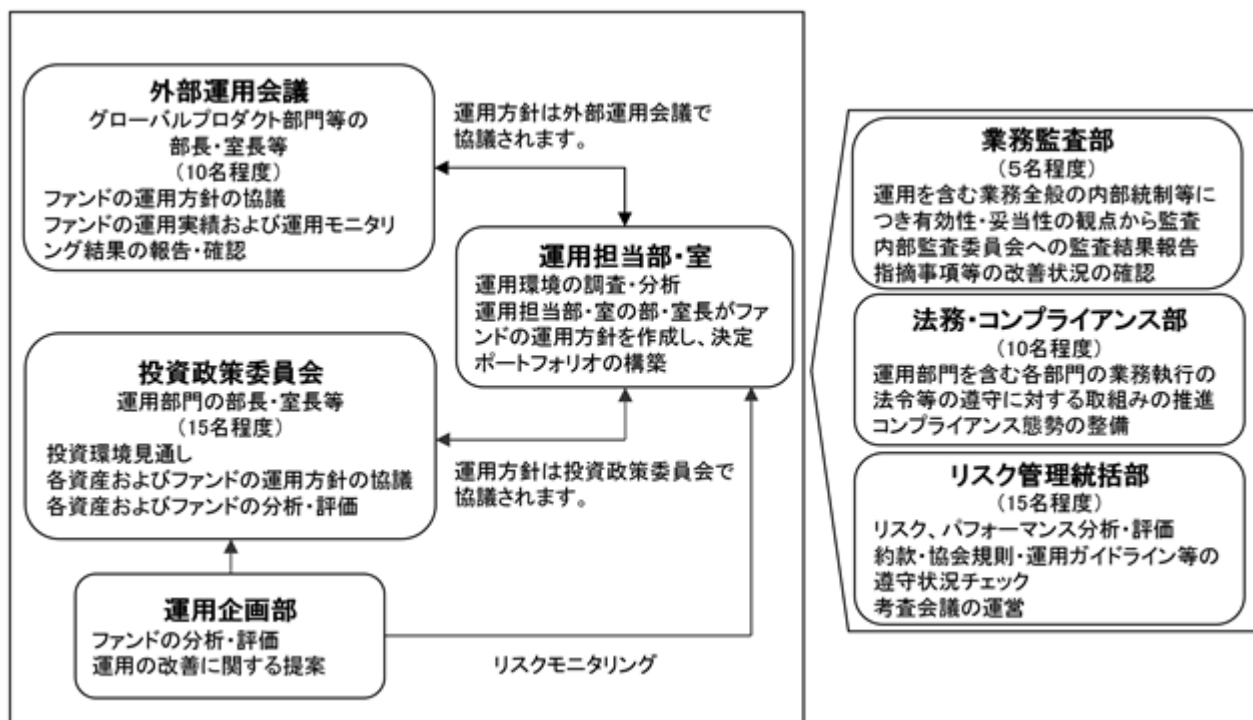 外部運用会議
グローバルプロダクト部門等の
部長・室長等
(10名程度)
ファンドの運用方針の協議
ファンドの運用実績および運用モニタリ
ング結果の報告・確認
運用方針は外部運用会議で
協議されます。
運用担当部・室
運用環境の調査・分析
運用担当部・室の部・室長がファ
ンドの運用方針を作成し、決定
ポートフォリオの構築
投資政策委員会
運用部門の部長・室長等
(15名程度)
投資環境見通し
各資産およびファンドの運用方針の協議
各資産およびファンドの分析・評価
運用方針は投資政策委員会で
協議されます。
運用企画部
ファンドの分析・評価
運用の改善に関する提案
リスクモニタリング
業務監査部
(5名程度)
運用を含む業務全般の内部統制等に
つき有効性・妥当性の観点から監査
内部監査委員会への監査結果報告
指摘事項等の改善状況の確認
法務・コンプライアンス部
(10名程度)
運用部門を含む各部門の業務執行の
法令等の遵守に対する取組みの推進
コンプライアンス態勢の整備
リスク管理統括部
(15名程度)
リスク、パフォーマンス分析・評価
約款・協会規則・運用ガイドライン等の
遵守状況チェック
考査会議の運営